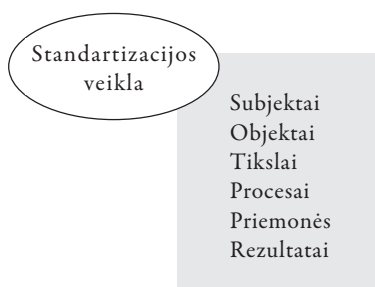 Standartizacijos
veikla
Subjektai
Objektai
Tikslai
Procesai
Priemonės
Rezultatai